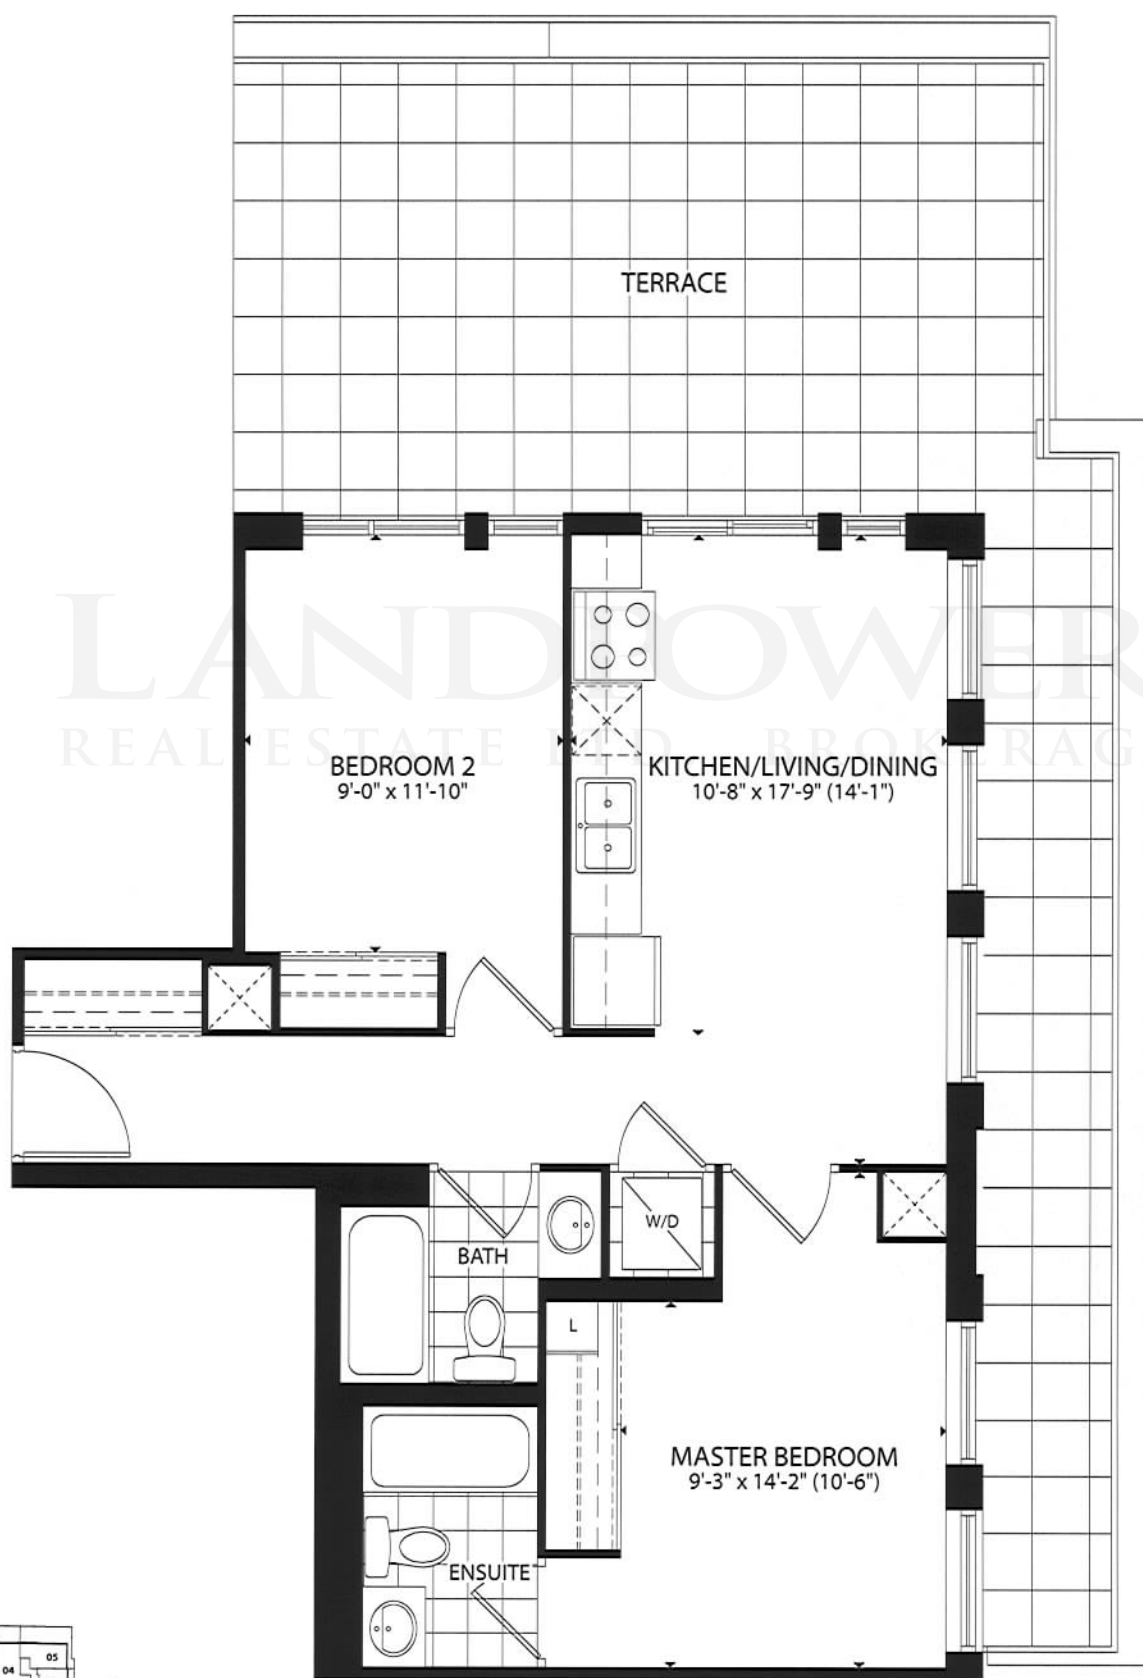 TERRACE
LANDPOWER
REAL ESTATE LTD BROKERAG
BEDROOM 2
9'-0" x 11'-10"
KITCHEN/LIVING/DINING
10'-8" x 17'-9" (14'-1")
W/D
BATH
L
MASTER BEDROOM
9'-3" x 14'-2" (10'-6")
ENSUITE
05
04